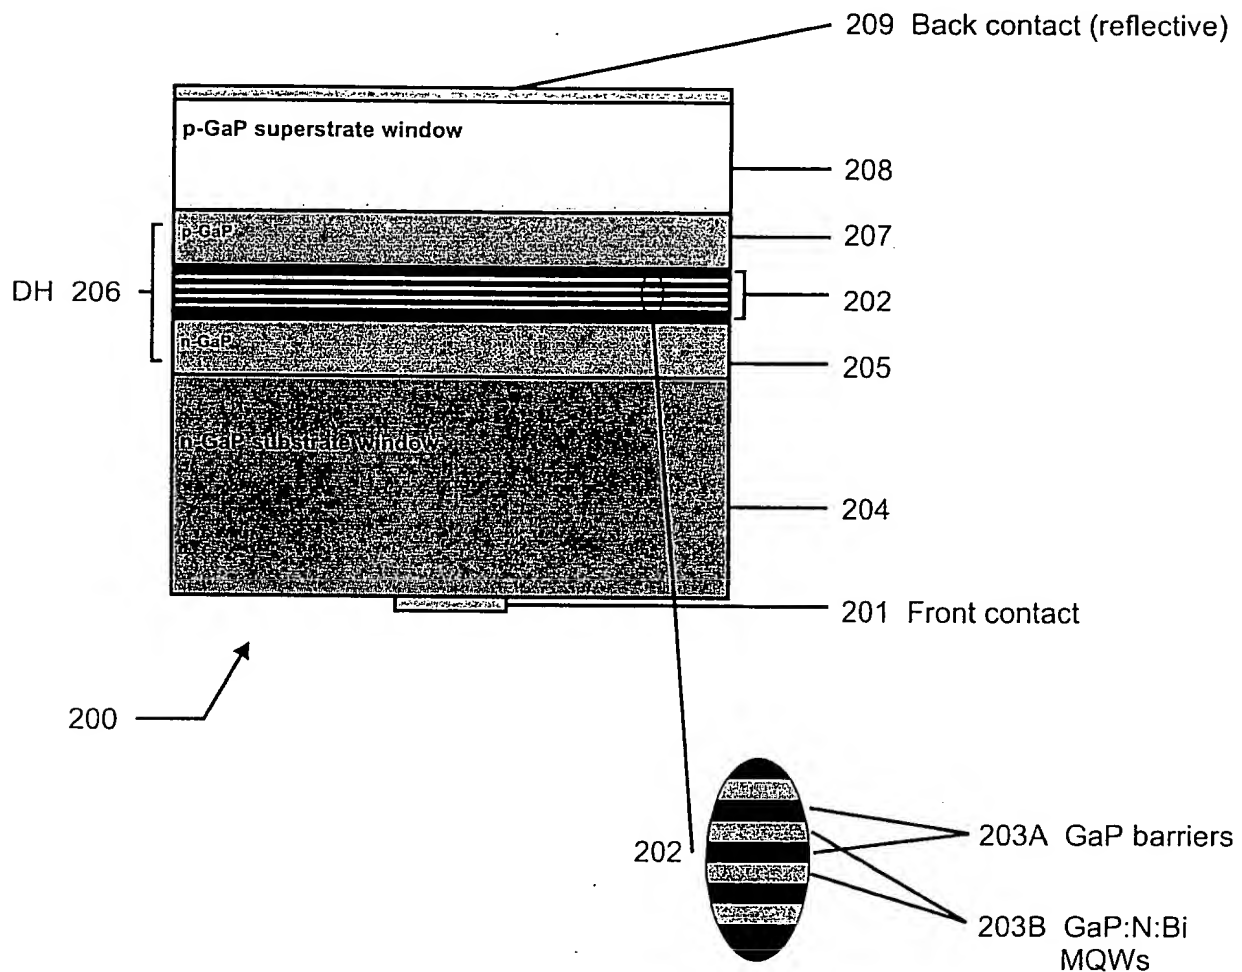 209 Back contact (reflective)
p-GaP superstrate window
208
p-GaP
207
DH 206
202
n-GaP
205
n-GaP substrate window
204
201 Front contact
200
202
203A GaP barriers
203B GaP:N:Bi
MQWs